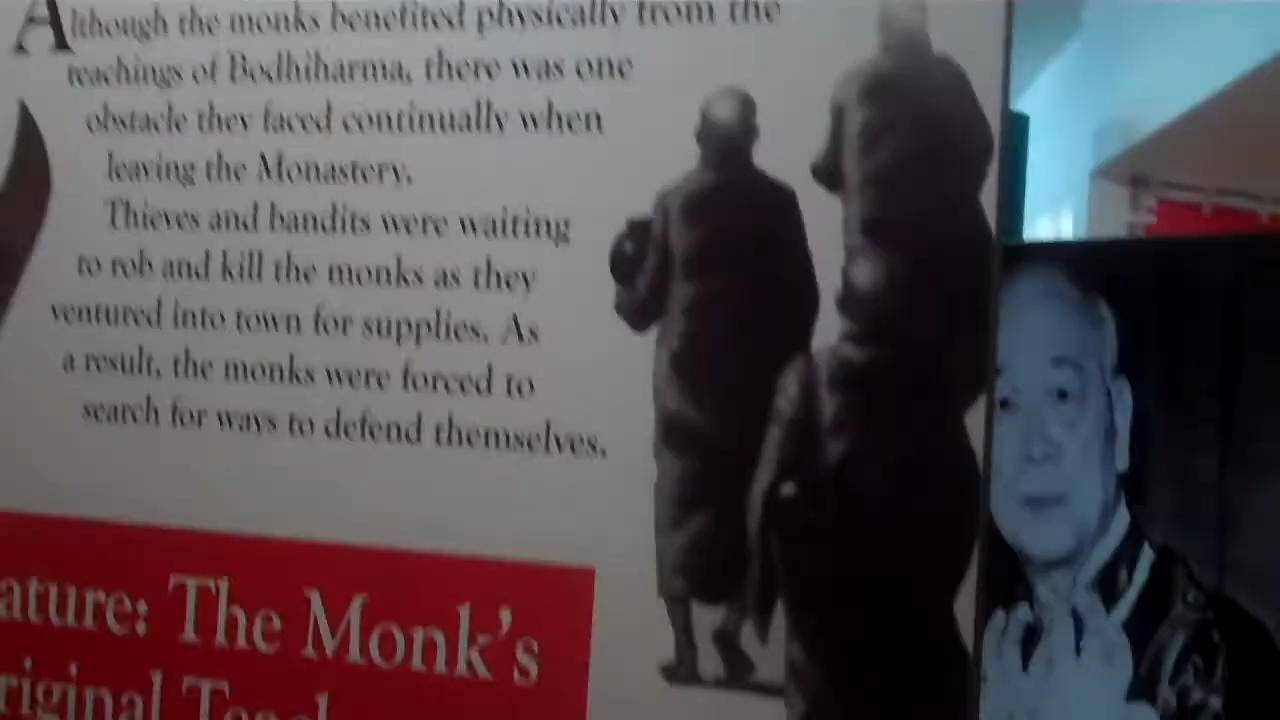 Although the monks benefited physically from the
teachings of Bodhiharma, there was one
obstacle they faced continually when
leaving the Monastery.
Thieves and bandits were waiting
to rob and kill the monks as they
ventured into town for supplies. As
a result, the monks were forced to
search for ways to defend themselves.
ature: The Monk's
riginal Teach